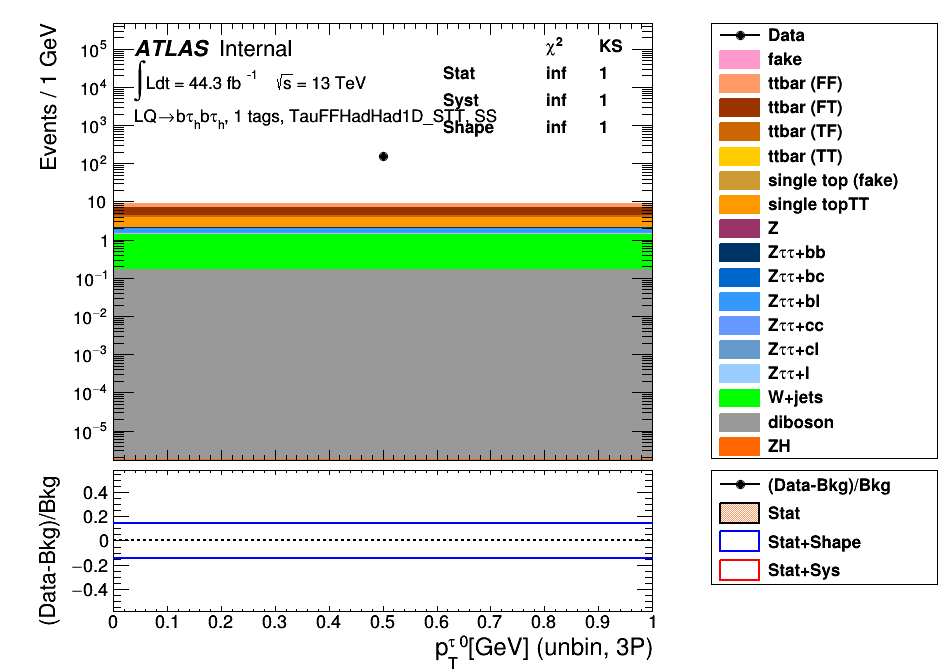 Events / 1 GeV
10⁵
10⁴
10³
10²
10
1
10⁻¹
10⁻²
10⁻³
10⁻⁴
10⁻⁵
ATLAS Internal
∫Ldt = 44.3 fb⁻¹ √s = 13 TeV
LQ→bτₕbτₕ, 1 tags, TauFFHadHad1D_STT, SS
χ² KS
Stat inf 1
Syst inf 1
Shape inf 1
Data
fake
ttbar (FF)
ttbar (FT)
ttbar (TF)
ttbar (TT)
single top (fake)
single topTT
Z
Zττ+bb
Zττ+bc
Zττ+bl
Zττ+cc
Zττ+cl
Zττ+l
W+jets
diboson
ZH
(Data-Bkg)/Bkg
0.4
0.2
0
−0.2
−0.4
0 0.1 0.2 0.3 0.4 0.5 0.6 0.7 0.8 0.9 1
p_T^τ 0[GeV] (unbin, 3P)
(Data-Bkg)/Bkg
Stat
Stat+Shape
Stat+Sys